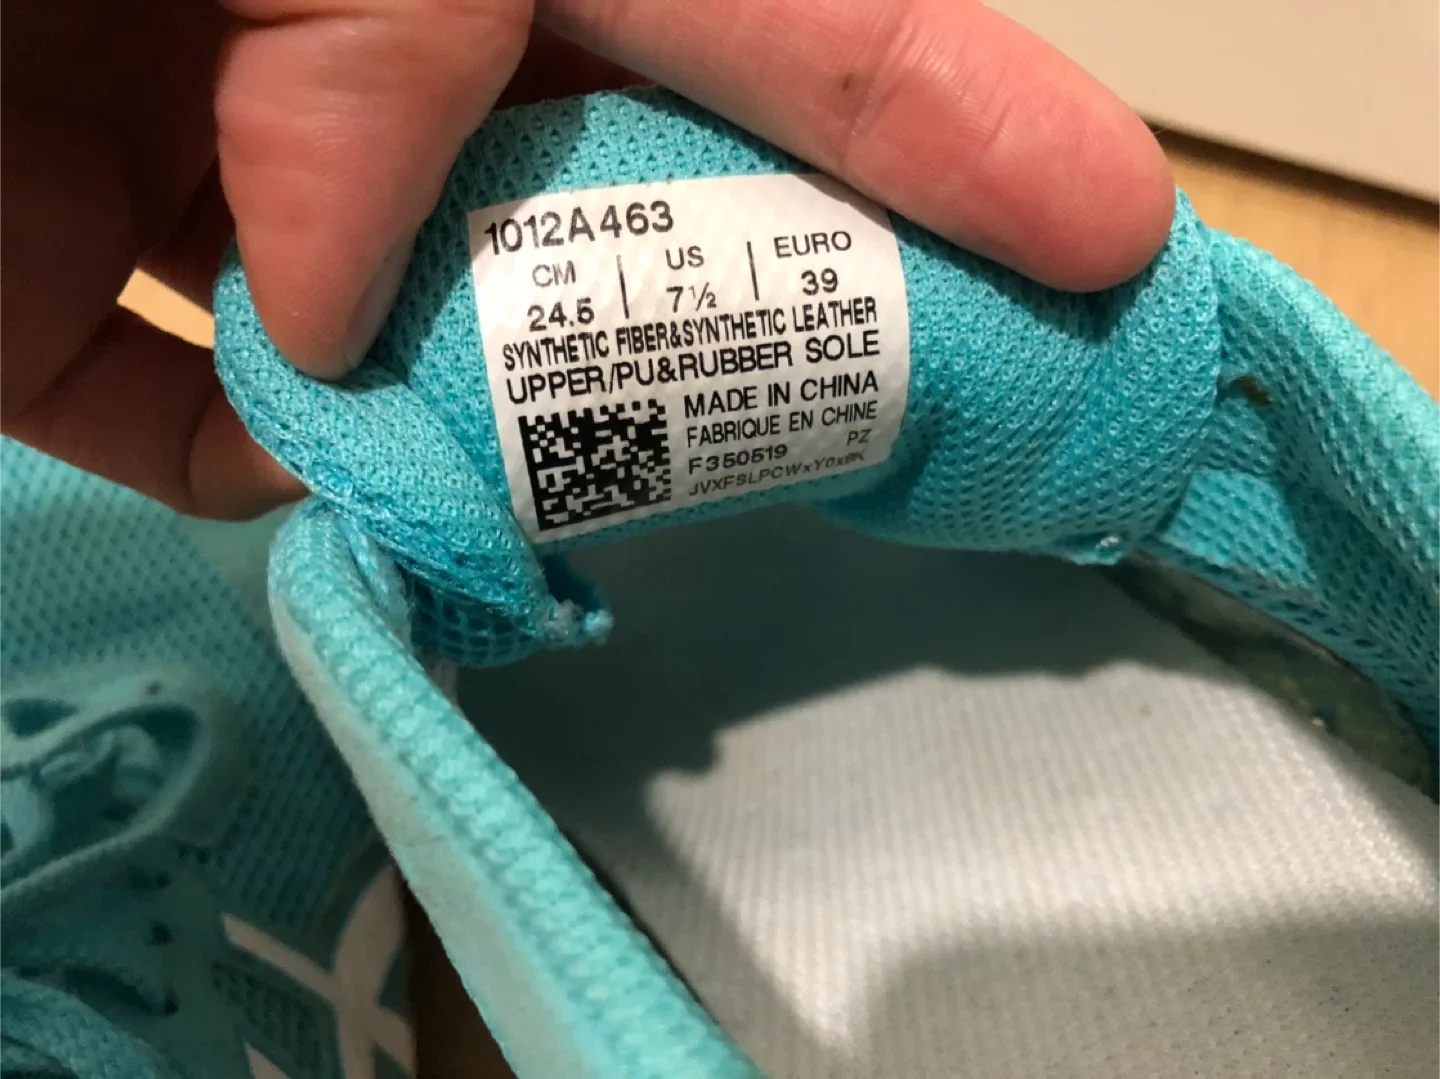 1012A463
CM | US | EURO
24.5 | 7½ | 39
SYNTHETIC FIBER&SYNTHETIC LEATHER
UPPER/PU&RUBBER SOLE
MADE IN CHINA
FABRIQUE EN CHINE
PZ
F350519